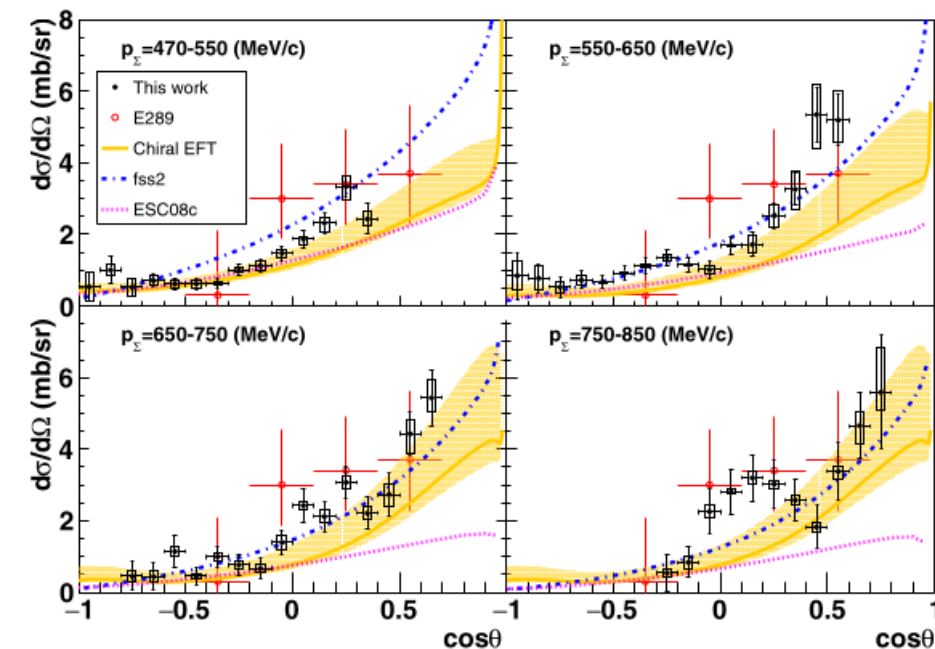 dσ/dΩ (mb/sr)
8
6
4
2
0
p_Σ=470-550 (MeV/c)
This work
E289
Chiral EFT
fss2
ESC08c
p_Σ=550-650 (MeV/c)
dσ/dΩ (mb/sr)
6
4
2
0
p_Σ=650-750 (MeV/c)
p_Σ=750-850 (MeV/c)
−1 −0.5 0 0.5 −1 −0.5 0 0.5 1
cosθ cosθ